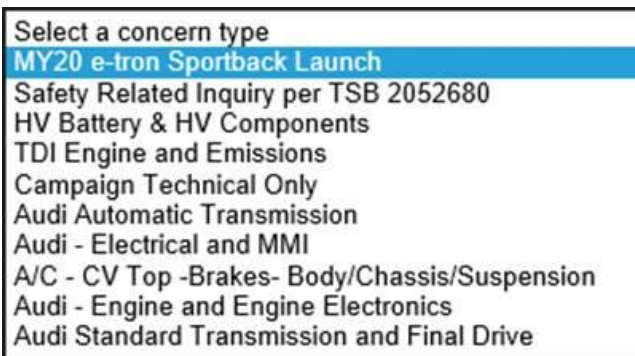 Select a concern type
MY20 e-tron Sportback Launch
Safety Related Inquiry per TSB 2052680
HV Battery & HV Components
TDI Engine and Emissions
Campaign Technical Only
Audi Automatic Transmission
Audi - Electrical and MMI
A/C - CV Top -Brakes- Body/Chassis/Suspension
Audi - Engine and Engine Electronics
Audi Standard Transmission and Final Drive